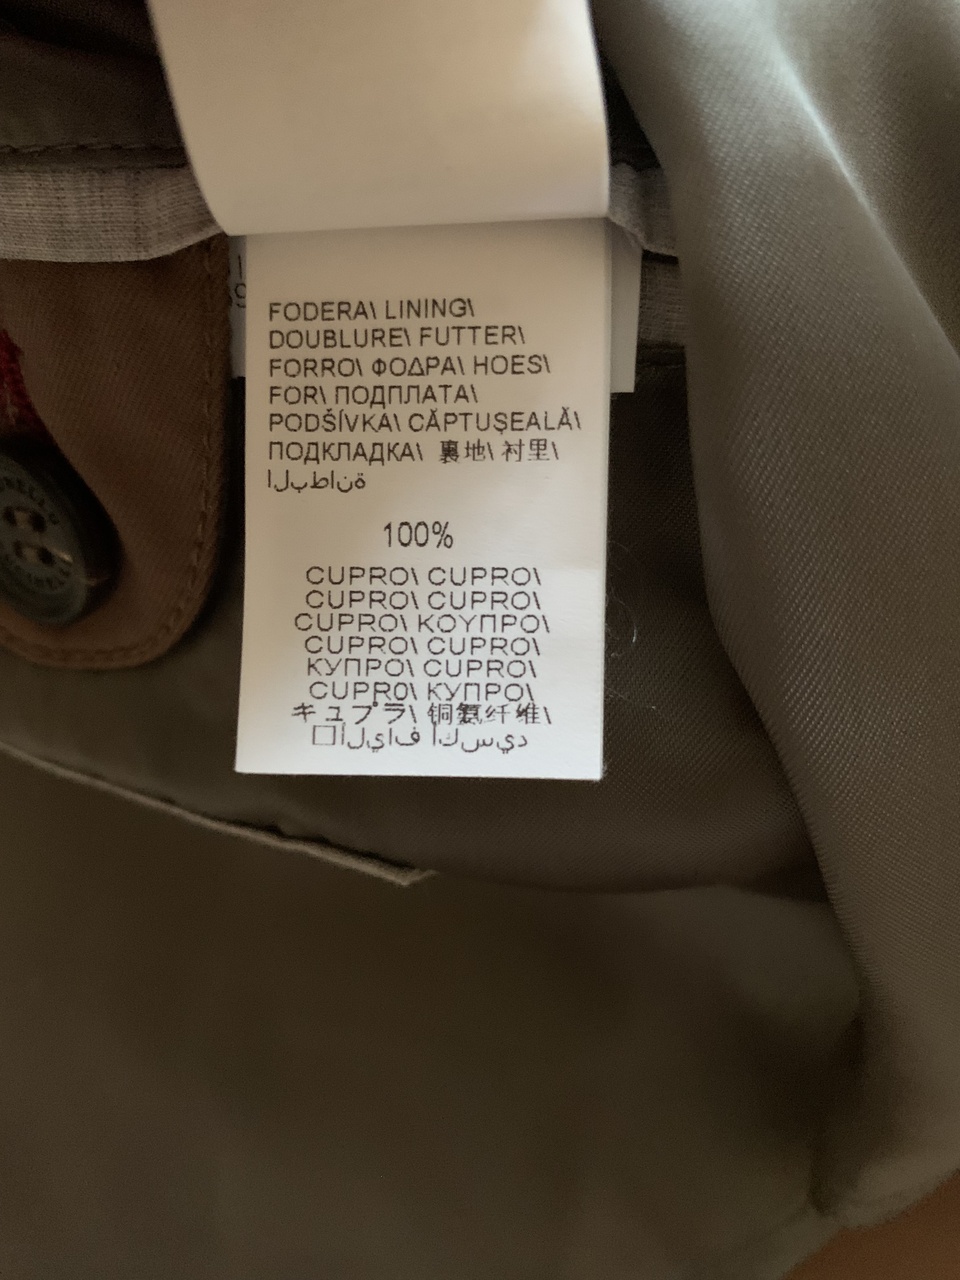 FODERA\ LINING\
DOUBLURE\ FUTTER\
FORRO\ ΦΟΔΡΑ\ HOES\
FOR\ ПОДПЛАТА\
PODŠÍVKA\ CĂPTUŞEALĂ\
ПОДКЛАДКА\ 裏地\ 衬里\
البطانة
100%
CUPRO\ CUPRO\
CUPRO\ CUPRO\
CUPRO\ ΚΟΥΠΡΟ\
CUPRO\ CUPRO\
КУПРО\ CUPRO\
CUPRO\ КУПРО\
キュプラ\ 铜氨纤维\
□ألياف أكسيد